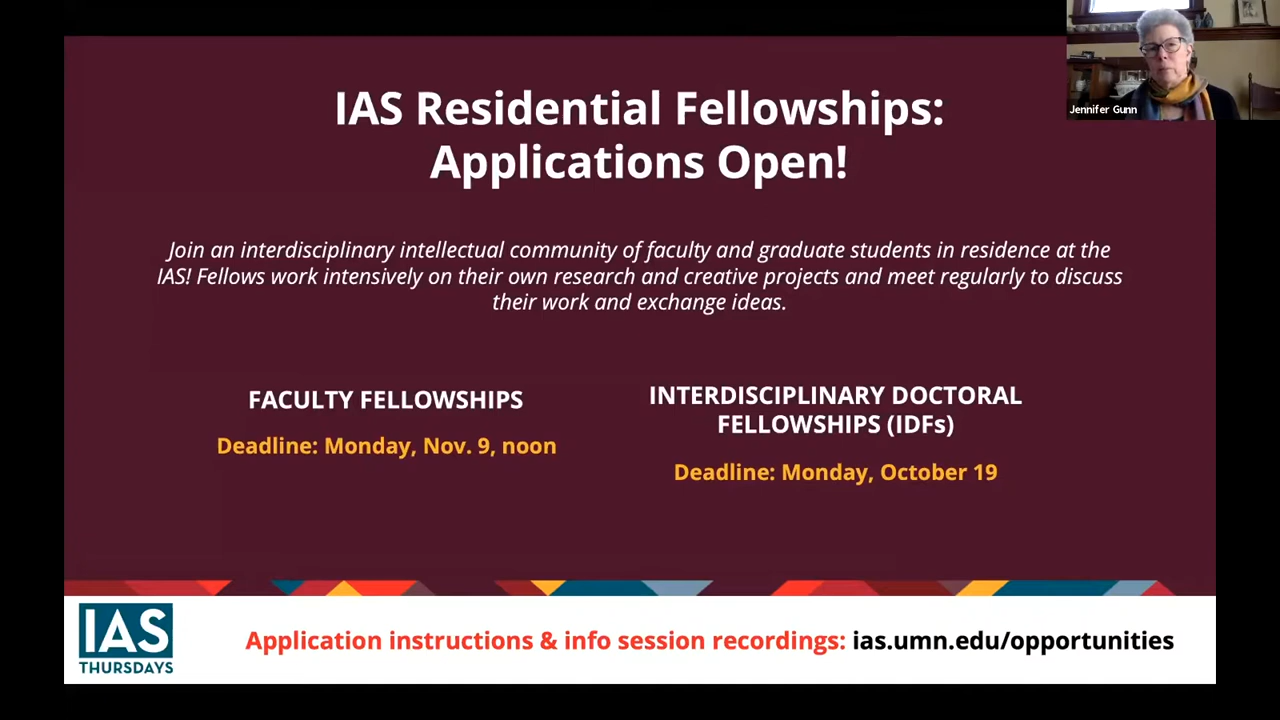 Jennifer Gunn
IAS Residential Fellowships:
Applications Open!
Join an interdisciplinary intellectual community of faculty and graduate students in residence at the
IAS! Fellows work intensively on their own research and creative projects and meet regularly to discuss
their work and exchange ideas.
FACULTY FELLOWSHIPS
Deadline: Monday, Nov. 9, noon
INTERDISCIPLINARY DOCTORAL
FELLOWSHIPS (IDFs)
Deadline: Monday, October 19
IAS
THURSDAYS
Application instructions & info session recordings: ias.umn.edu/opportunities